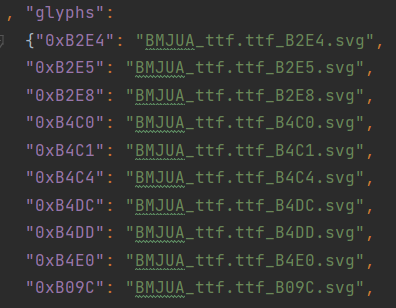 , "glyphs":
{"0xB2E4": "BMJUA_ttf.ttf_B2E4.svg",
"0xB2E5": "BMJUA_ttf.ttf_B2E5.svg",
"0xB2E8": "BMJUA_ttf.ttf_B2E8.svg",
"0xB4C0": "BMJUA_ttf.ttf_B4C0.svg",
"0xB4C1": "BMJUA_ttf.ttf_B4C1.svg",
"0xB4C4": "BMJUA_ttf.ttf_B4C4.svg",
"0xB4DC": "BMJUA_ttf.ttf_B4DC.svg",
"0xB4DD": "BMJUA_ttf.ttf_B4DD.svg",
"0xB4E0": "BMJUA_ttf.ttf_B4E0.svg",
"0xB09C": "BMJUA_ttf.ttf_B09C.svg",